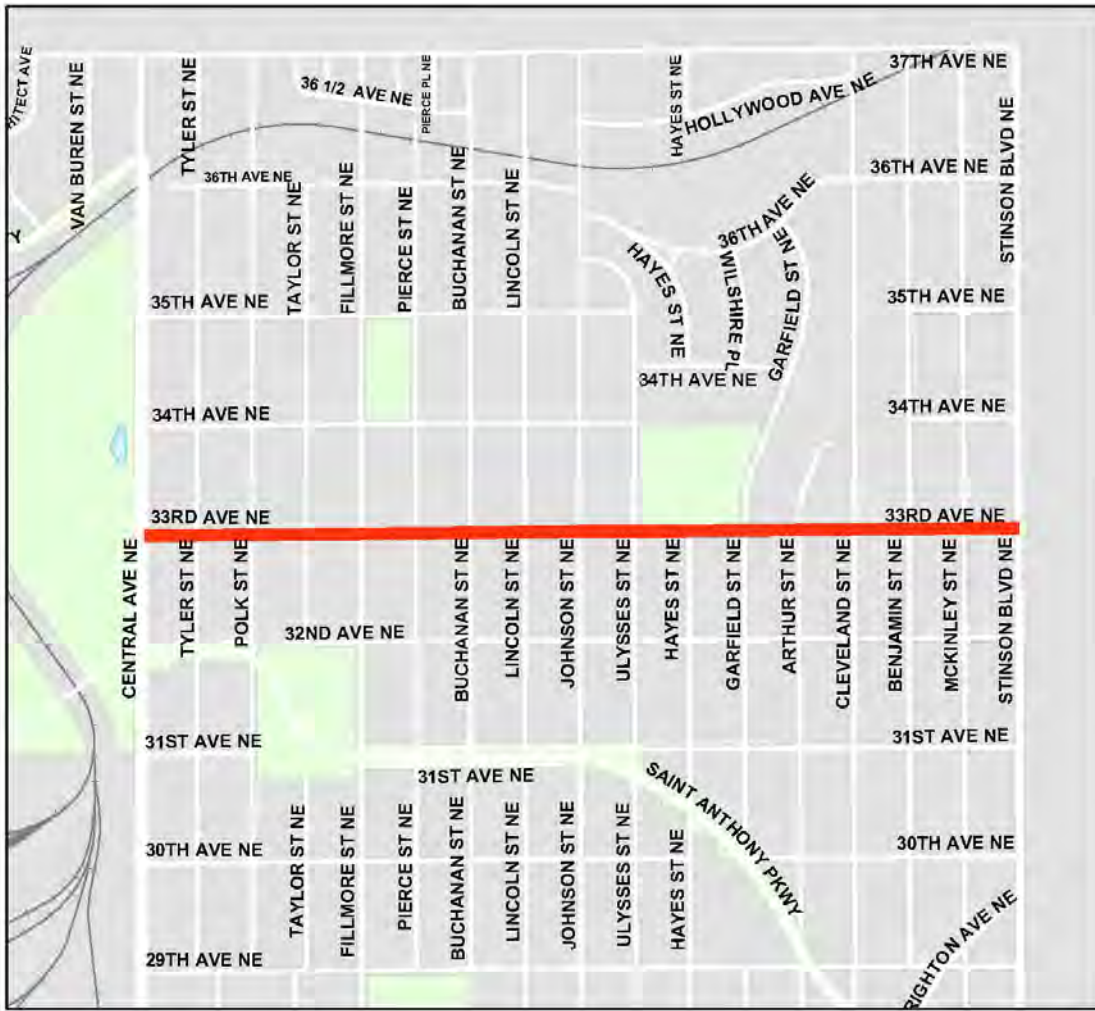 37TH AVE NE
HITECT AVE
VAN BUREN ST NE
TYLER ST NE
36 1/2 AVE NE
PIERCE PL NE
HAYES ST NE
HOLLYWOOD AVE NE
STINSON BLVD NE
36TH AVE NE
36TH AVE NE
36TH AVE NE
Y
TAYLOR ST NE
FILLMORE ST NE
PIERCE ST NE
BUCHANAN ST NE
LINCOLN ST NE
HAYES ST NE
WILSHIRE PL
GARFIELD ST NE
35TH AVE NE
35TH AVE NE
34TH AVE NE
34TH AVE NE
34TH AVE NE
33RD AVE NE
33RD AVE NE
CENTRAL AVE NE
TYLER ST NE
POLK ST NE
BUCHANAN ST NE
LINCOLN ST NE
JOHNSON ST NE
ULYSSES ST NE
HAYES ST NE
GARFIELD ST NE
ARTHUR ST NE
CLEVELAND ST NE
BENJAMIN ST NE
MCKINLEY ST NE
STINSON BLVD NE
32ND AVE NE
31ST AVE NE
31ST AVE NE
31ST AVE NE
SAINT ANTHONY PKWY
TAYLOR ST NE
FILLMORE ST NE
PIERCE ST NE
BUCHANAN ST NE
LINCOLN ST NE
JOHNSON ST NE
ULYSSES ST NE
HAYES ST NE
30TH AVE NE
30TH AVE NE
29TH AVE NE
RIGHTON AVE NE